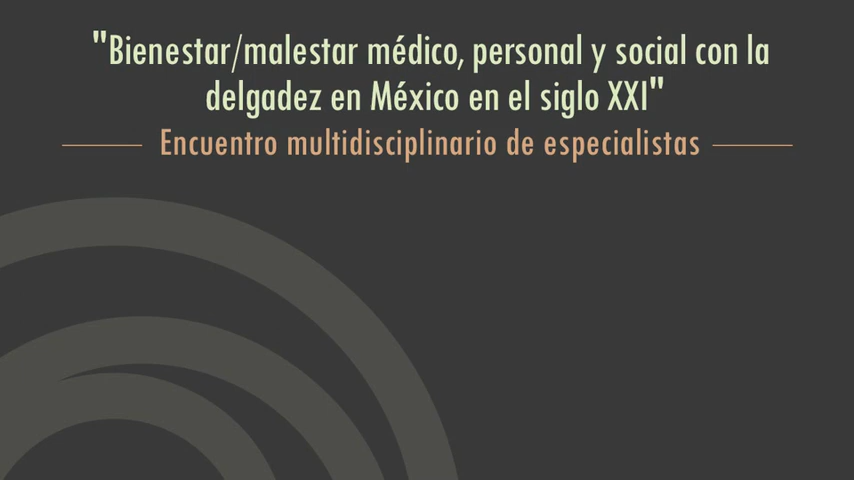 "Bienestar/malestar médico, personal y social con la
delgadez en México en el siglo XXI"
Encuentro multidisciplinario de especialistas